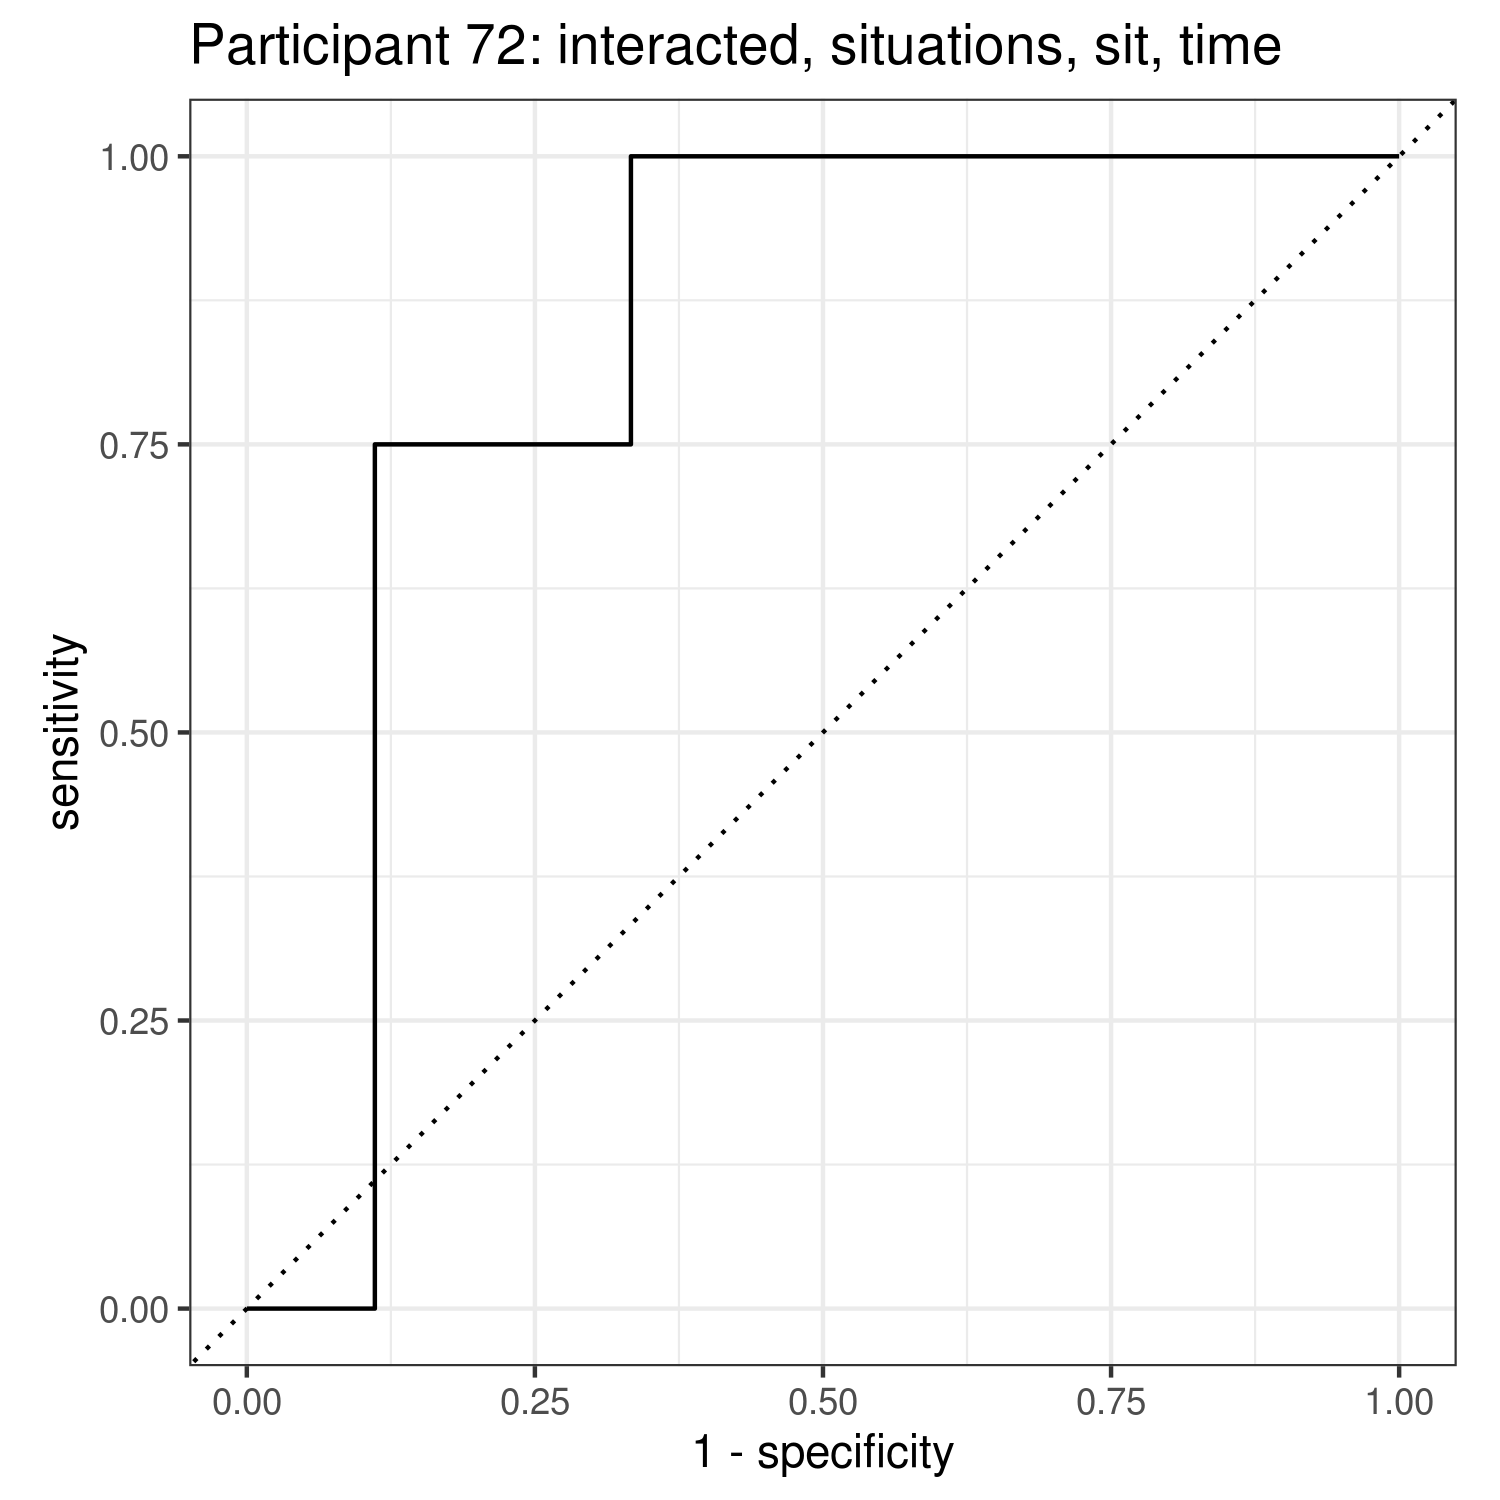 Participant 72: interacted, situations, sit, time
1.00
0.75
0.50
0.25
0.00
sensitivity
0.00 0.25 0.50 0.75 1.00
1 - specificity